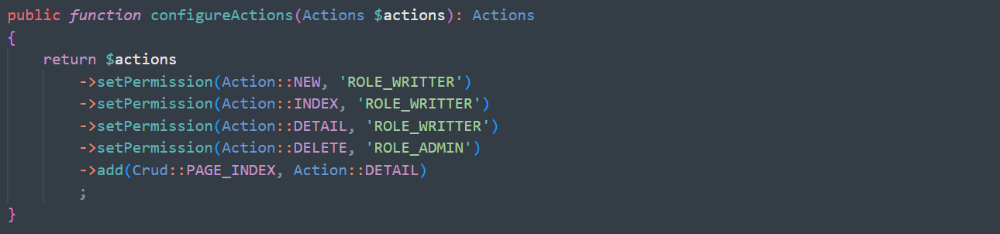 public function configureActions(Actions $actions): Actions
{
    return $actions
        ->setPermission(Action::NEW, 'ROLE_WRITTER')
        ->setPermission(Action::INDEX, 'ROLE_WRITTER')
        ->setPermission(Action::DETAIL, 'ROLE_WRITTER')
        ->setPermission(Action::DELETE, 'ROLE_ADMIN')
        ->add(Crud::PAGE_INDEX, Action::DETAIL)
        ;
}